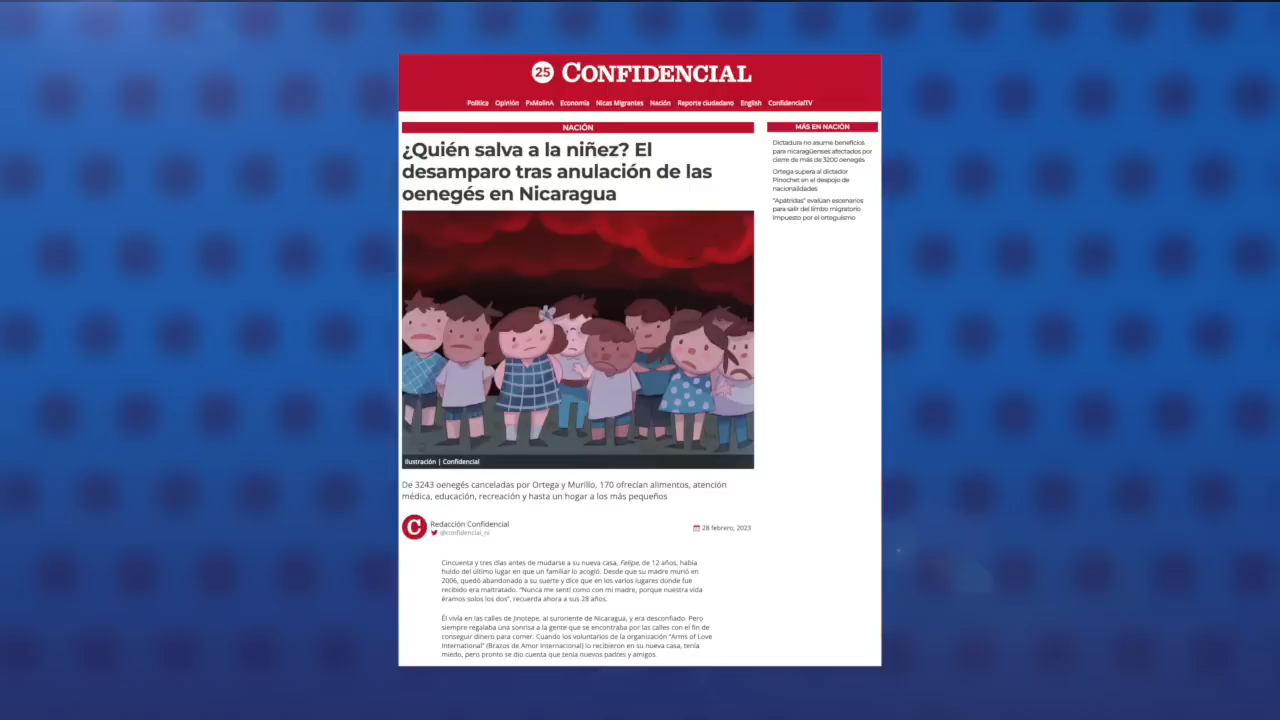 25 CONFIDENCIAL
Política Opinión PxMolinA Economía Nicas Migrantes Nación Reporte ciudadano English ConfidencialTV
NACIÓN
¿Quién salva a la niñez? El
desamparo tras anulación de las
oenegés en Nicaragua
Ilustración | Confidencial
De 3243 oenegés canceladas por Ortega y Murillo, 170 ofrecían alimentos, atención
médica, educación, recreación y hasta un hogar a los más pequeños
C
Redacción Confidencial
@confidencial_ni
28 febrero, 2023
Cincuenta y tres días antes de mudarse a su nueva casa, Felipe, de 12 años, había
huido del último lugar en que un familiar lo acogió. Desde que su madre murió en
2006, quedó abandonado a su suerte y dice que en los varios lugares donde fue
recibido era maltratado. "Nunca me sentí como con mi madre, porque nuestra vida
éramos solos los dos", recuerda ahora a sus 28 años.
Él vivía en las calles de Jinotepe, al suroriente de Nicaragua, y era desconfiado. Pero
siempre regalaba una sonrisa a la gente que se encontraba por las calles con el fin de
conseguir dinero para comer. Cuando los voluntarios de la organización "Arms of Love
International" (Brazos de Amor Internacional) lo recibieron en su nueva casa, tenía
miedo, pero pronto se dio cuenta que tenía nuevos padres y amigos.
MÁS EN NACIÓN
Dictadura no asume beneficios
para nicaragüenses afectados por
cierre de más de 3200 oenegés
Ortega supera al dictador
Pinochet en el despojo de
nacionalidades
"Apátridas" evalúan escenarios
para salir del limbo migratorio
impuesto por el orteguismo